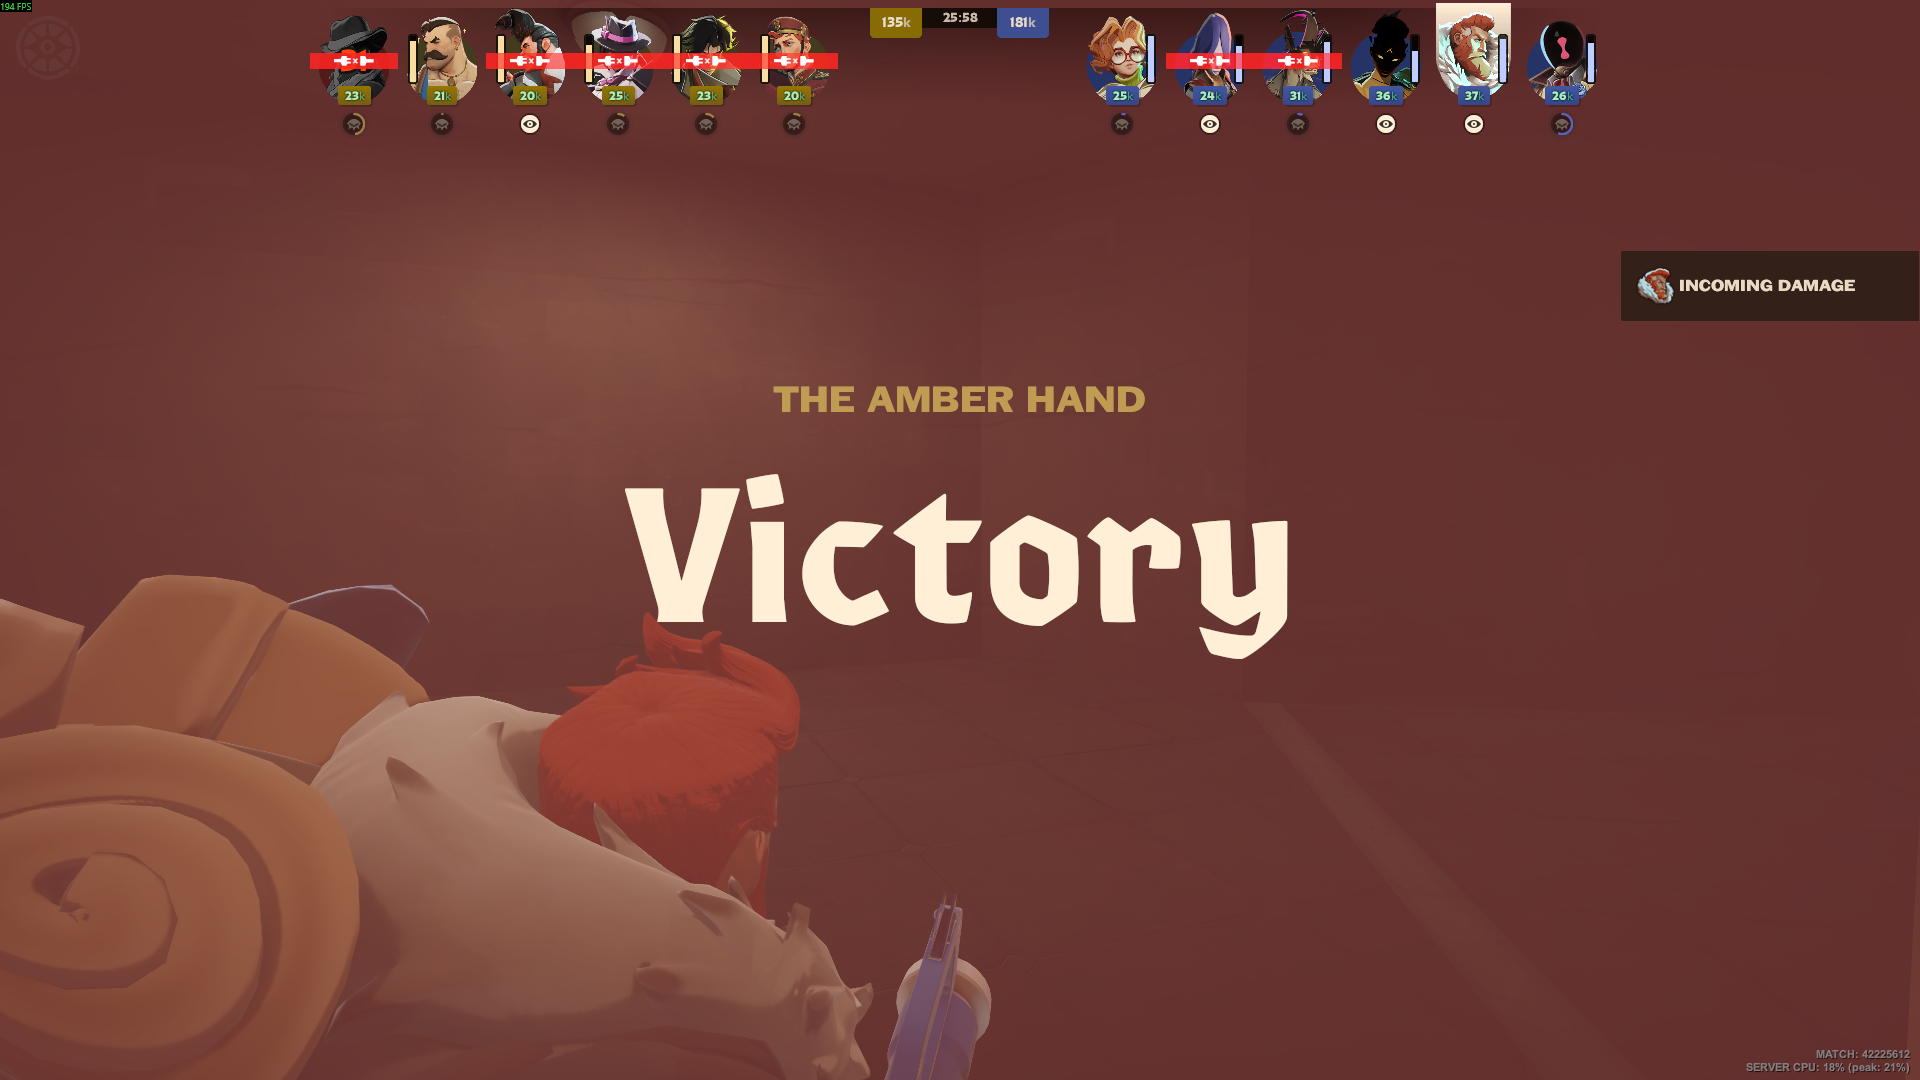 194 FPS
135k 25:58 181k
23k 21k 20k 25k 23k 20k 25k 24k 31k 36k 37k 26k
INCOMING DAMAGE
THE AMBER HAND
Victory
MATCH: 42225612
SERVER CPU: 18% (peak: 21%)